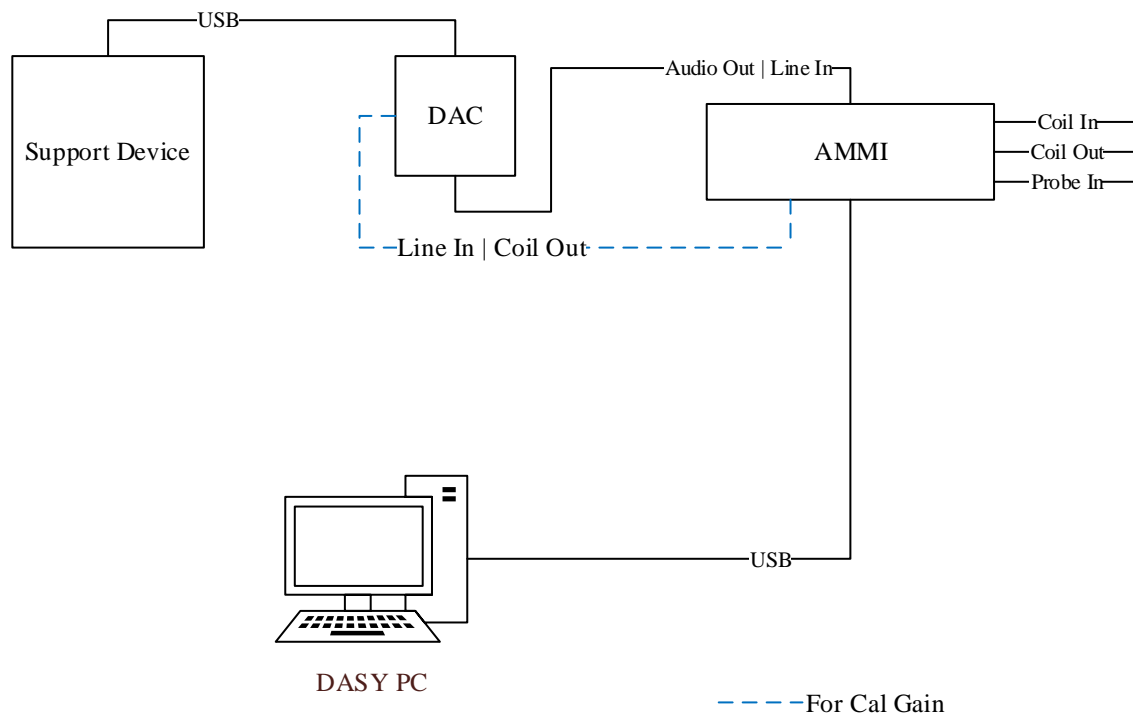 USB
Audio Out | Line In
Support Device
DAC
AMMI
Coil In
Coil Out
Probe In
Line In | Coil Out
USB
DASY PC
For Cal Gain